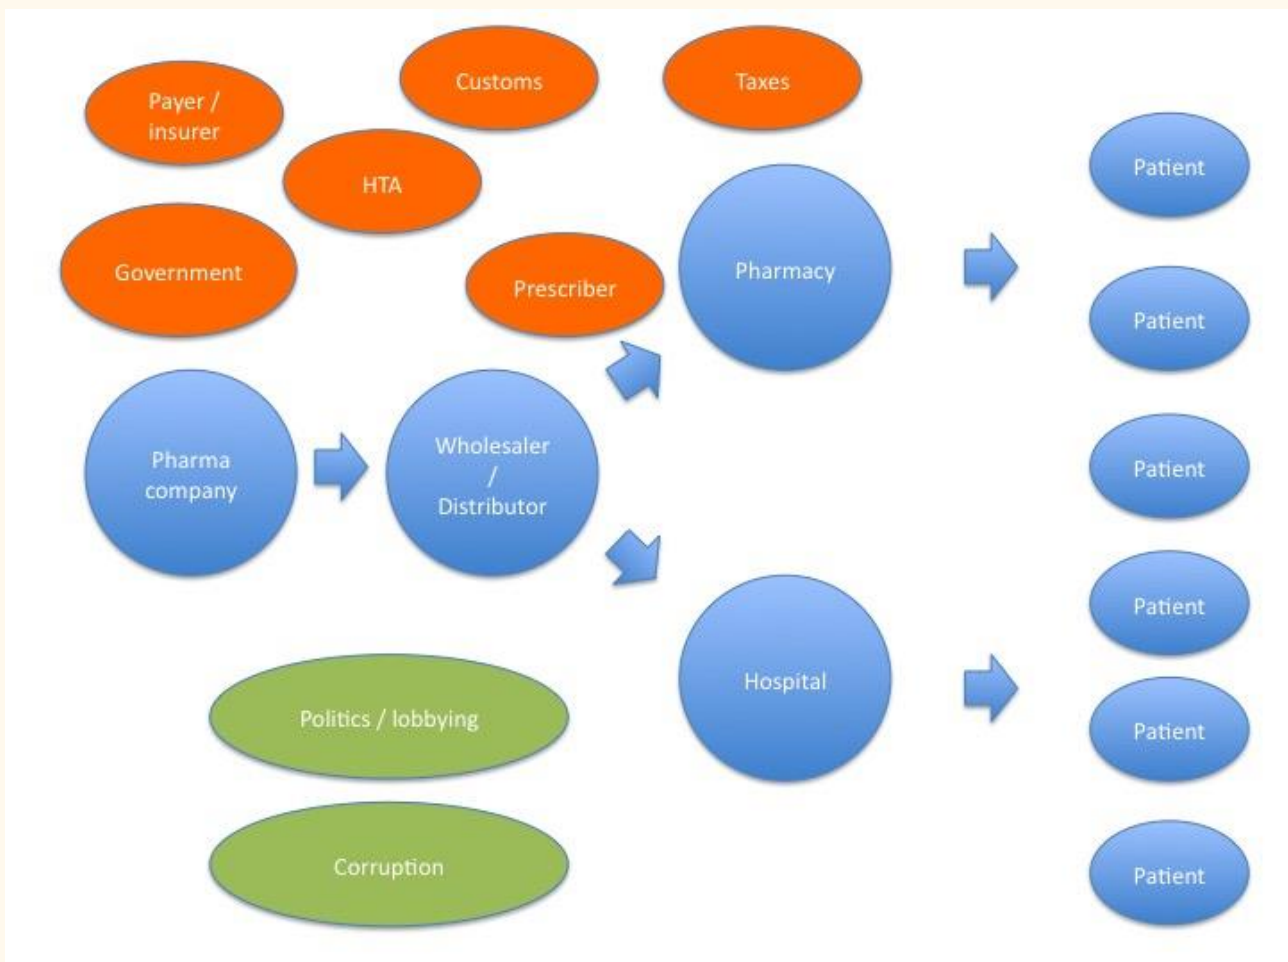 Customs
Taxes
Payer /
insurer
HTA
Government
Prescriber
Pharmacy
Pharma
company
Wholesaler
/
Distributor
Hospital
Politics / lobbying
Corruption
Patient
Patient
Patient
Patient
Patient
Patient